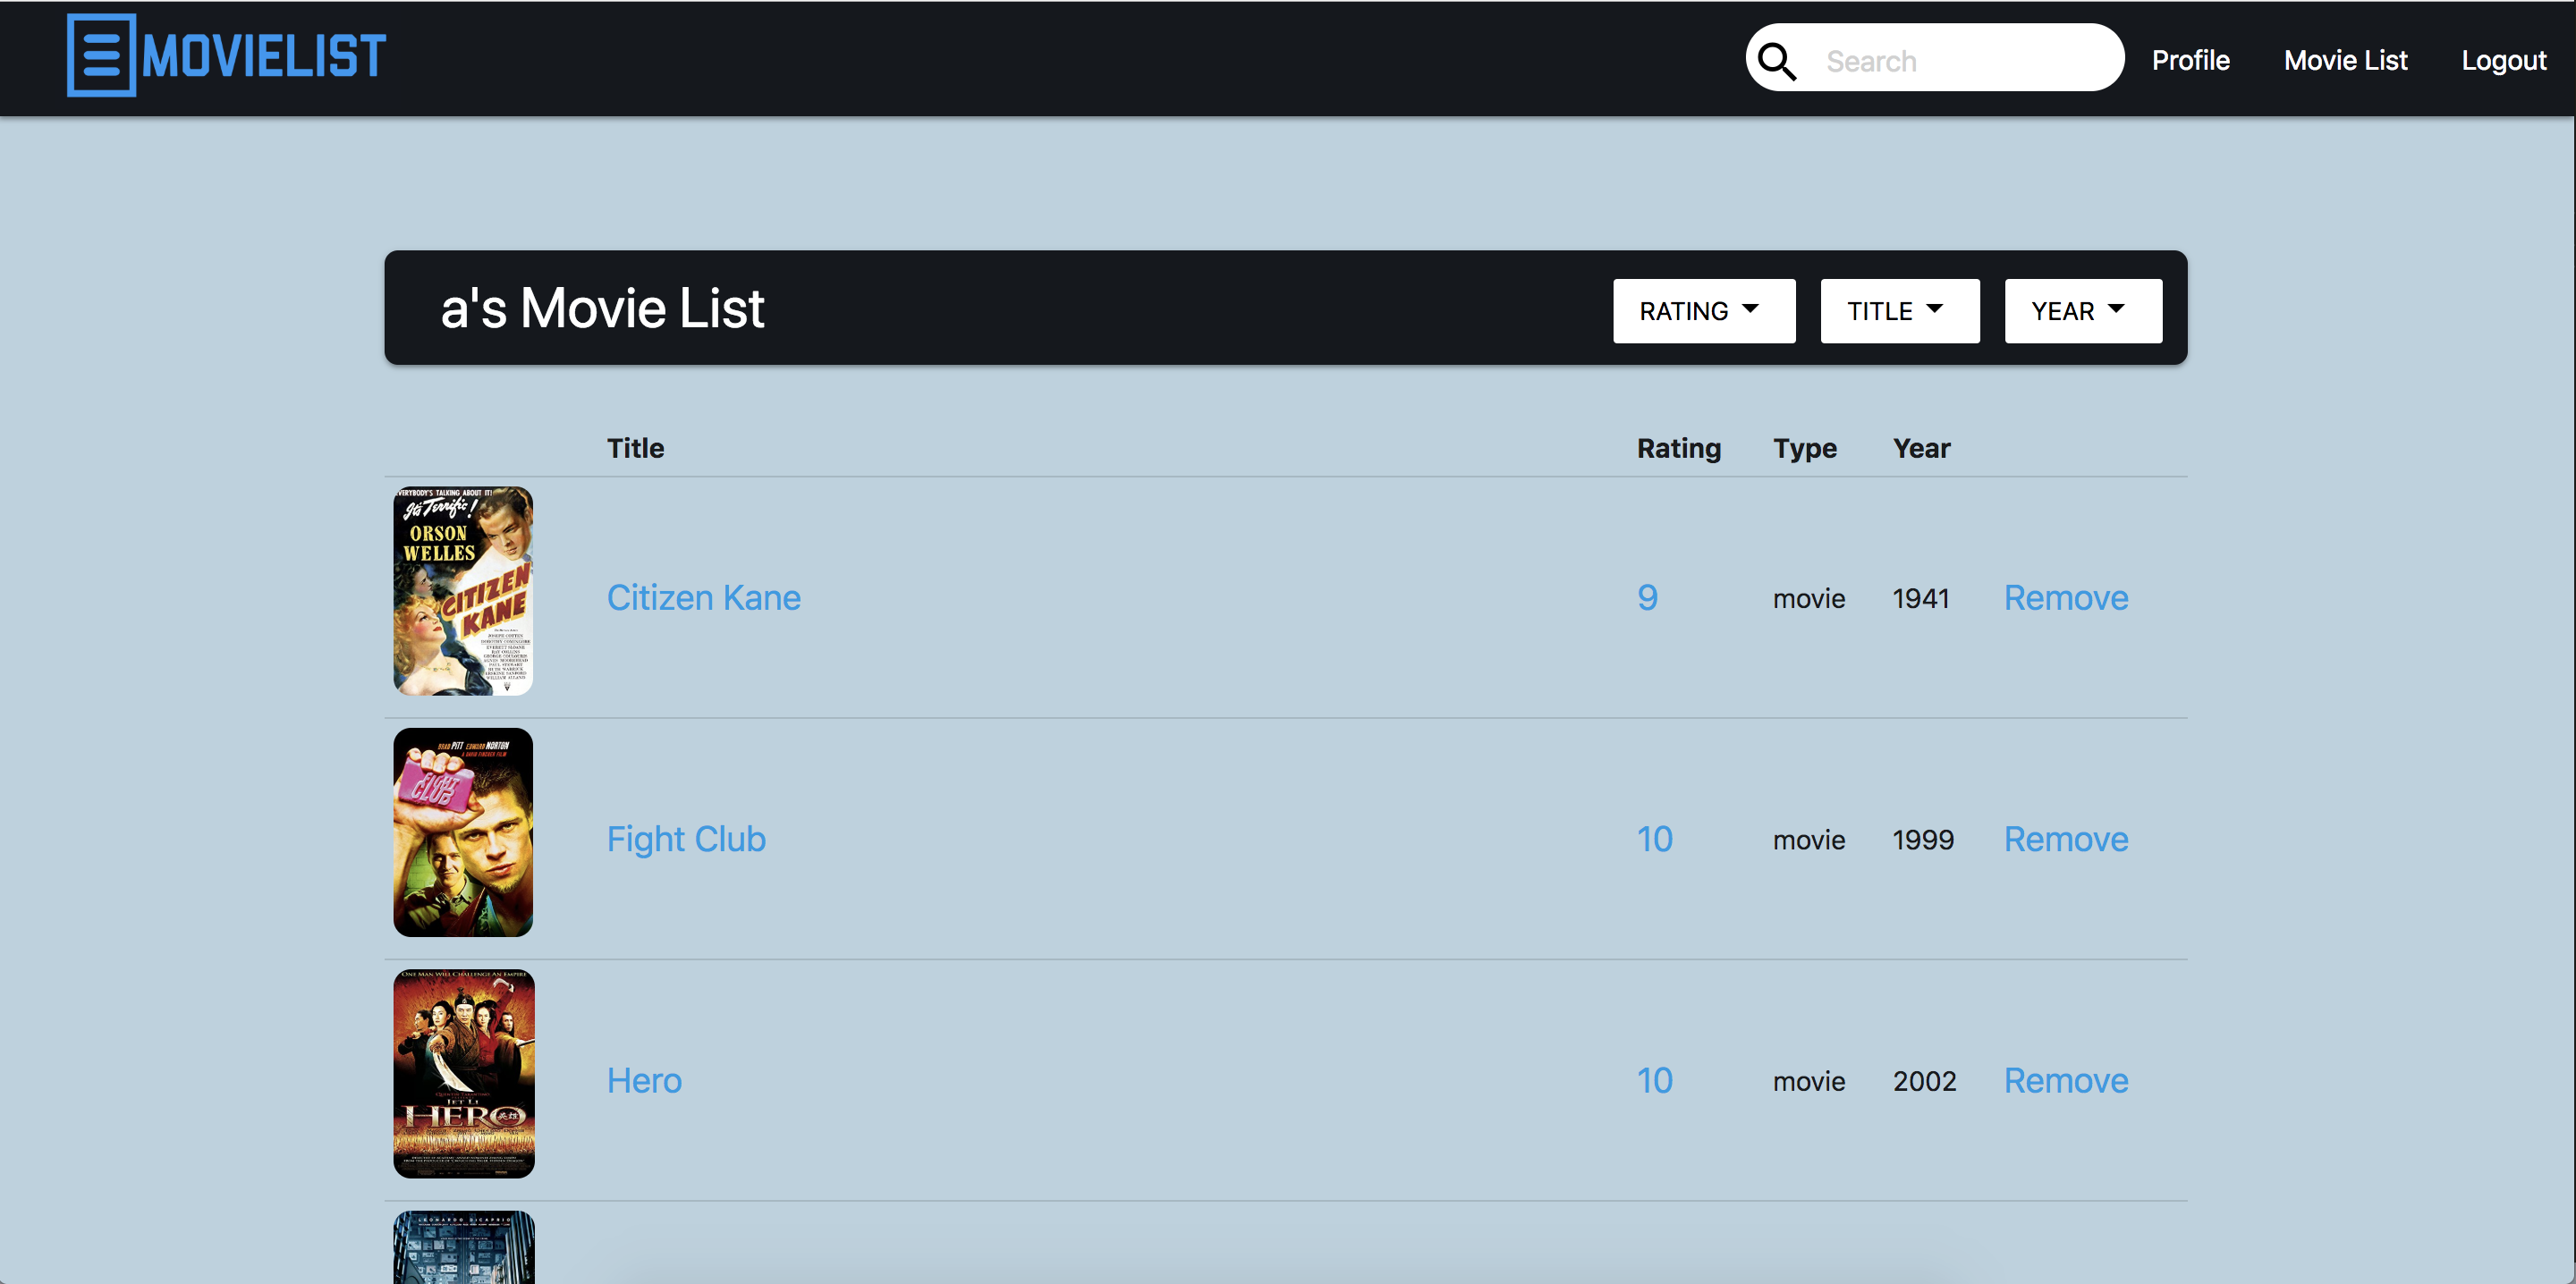 MOVIELIST
Search
Profile
Movie List
Logout
a's Movie List
RATING
TITLE
YEAR
Title Rating Type Year
EVERYBODY'S TALKING ABOUT IT!
It's Terrific!
ORSON
WELLES
CITIZEN
KANE
Citizen Kane 9 movie 1941 Remove
BRAD PITT EDWARD NORTON
FIGHT
CLUB
Fight Club 10 movie 1999 Remove
ONE MAN WILL CHALLENGE AN EMPIRE
JET LI
HERO
英雄
Hero 10 movie 2002 Remove
LEONARDO DICAPRIO